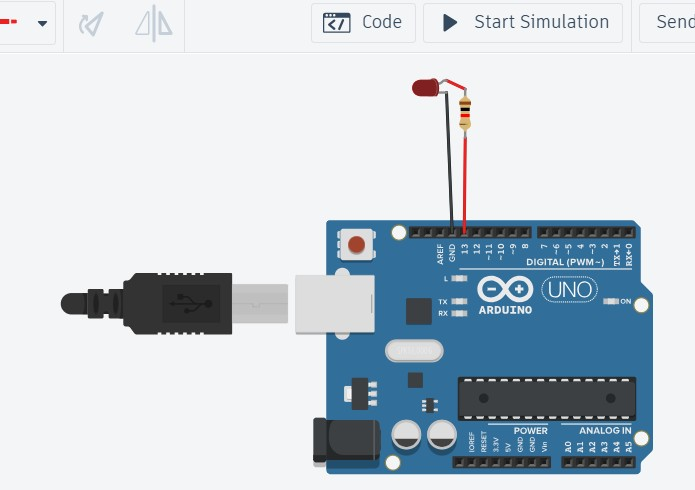 Code
Start Simulation
Send
AREF
GND
13
12
~11
~10
~9
8
7
~6
~5
4
~3
2
TX→1
RX←0
DIGITAL (PWM~)
L
TX
RX
UNO
ON
ARDUINO
POWER
ANALOG IN
IOREF
RESET
3.3V
5V
GND
GND
Vin
A0
A1
A2
A3
A4
A5